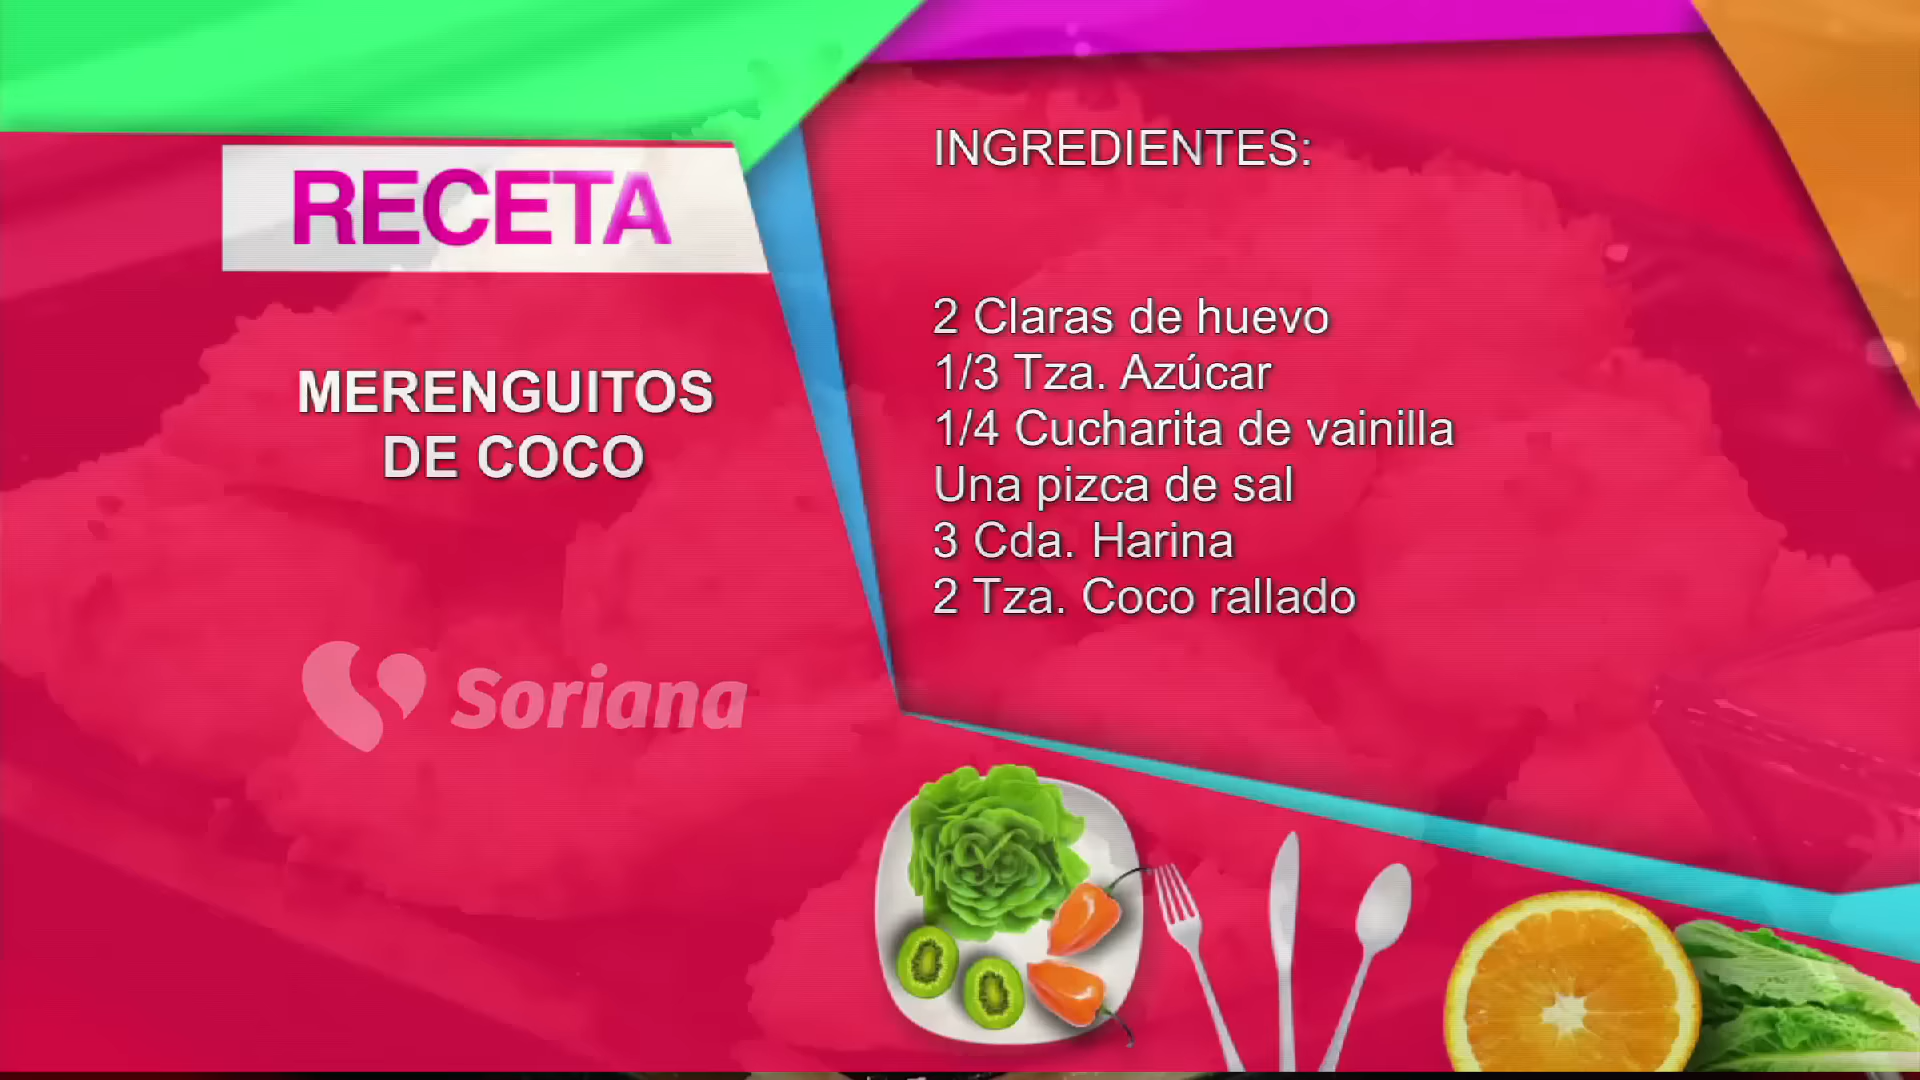 RECETA
MERENGUITOS
DE COCO
Soriana
INGREDIENTES:
2 Claras de huevo
1/3 Tza. Azúcar
1/4 Cucharita de vainilla
Una pizca de sal
3 Cda. Harina
2 Tza. Coco rallado